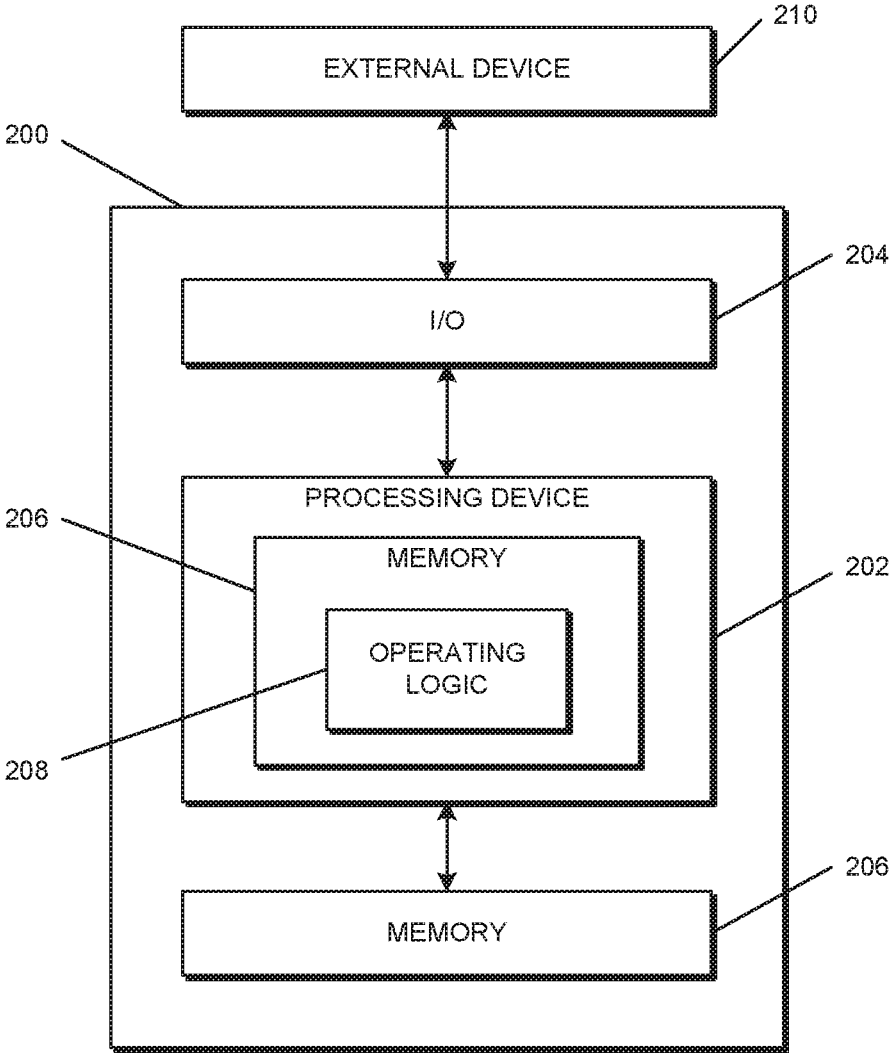 210
EXTERNAL DEVICE
200
204
I/O
PROCESSING DEVICE
206
MEMORY
202
OPERATING
LOGIC
208
206
MEMORY